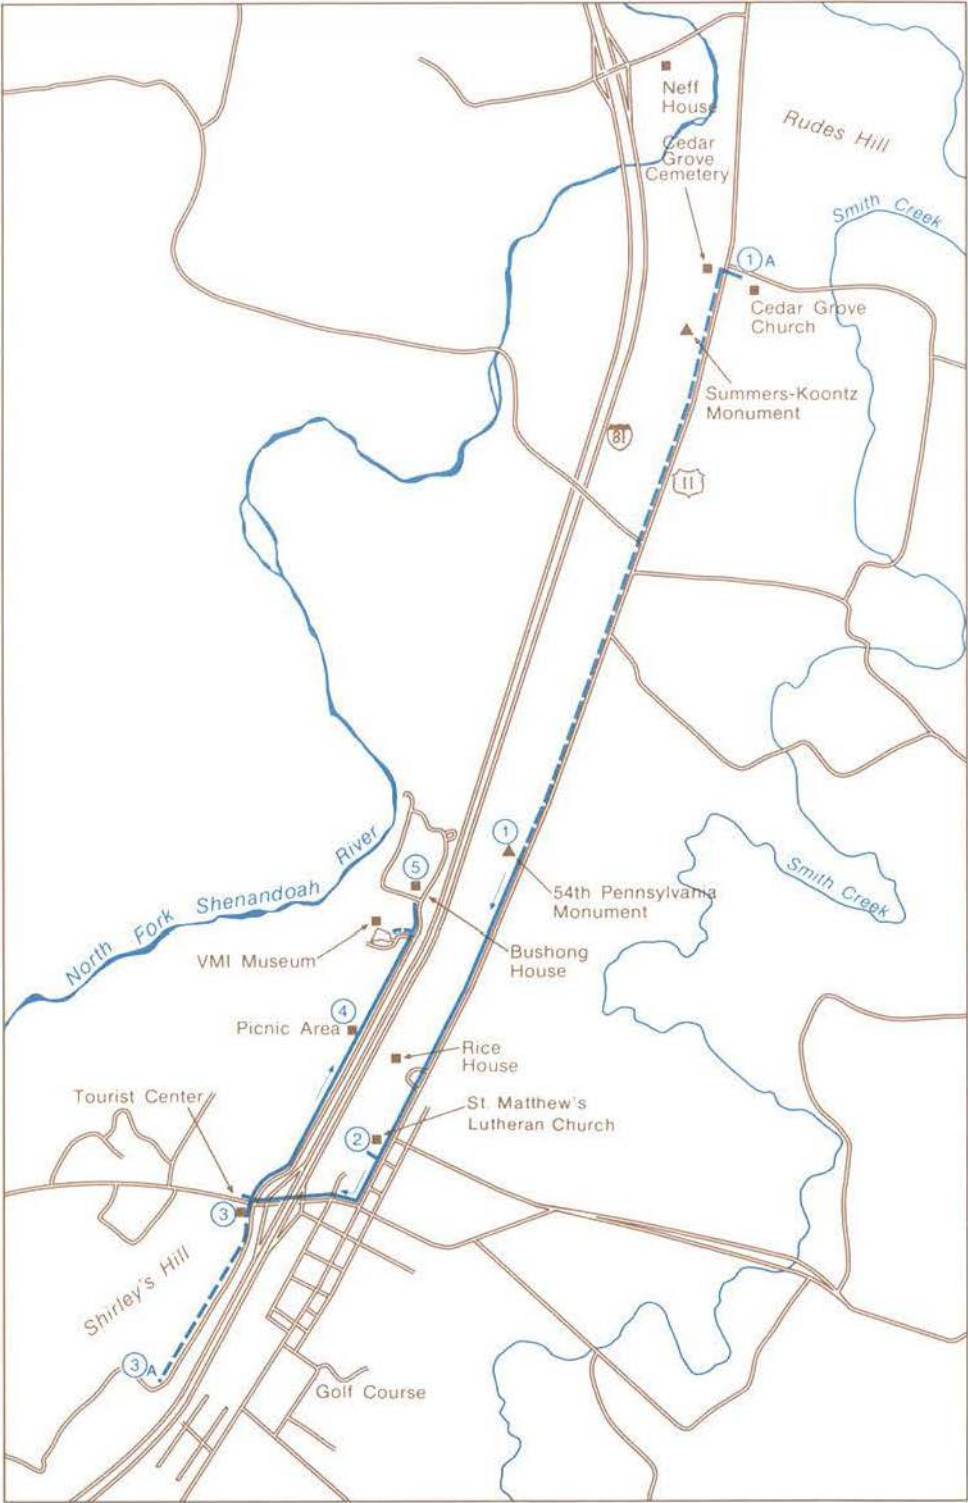 Neff
House
Rudes Hill
Cedar
Grove
Cemetery
Smith Creek
1 A
Cedar Grove
Church
Summers-Koontz
Monument
81
11
1
54th Pennsylvania
Monument
Smith Creek
5
North Fork Shenandoah River
VMI Museum
Bushong
House
4
Picnic Area
Rice
House
Tourist Center
St. Matthew's
Lutheran Church
2
3
Shirley's Hill
3 A
Golf Course